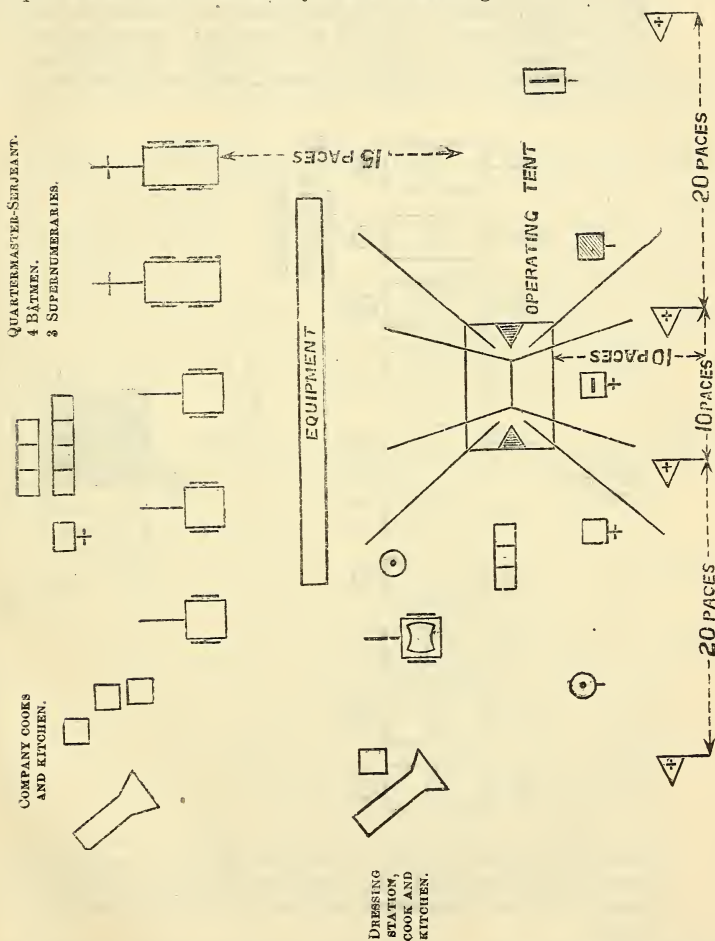 QUARTERMASTER-SERJEANT.
4 BÂTMEN.
3 SUPERNUMERARIES.
15 PACES
EQUIPMENT
OPERATING TENT
10 PACES
COMPANY COOKS
AND KITCHEN.
DRESSING
STATION,
COOK AND
KITCHEN.
20 PACES
10 PACES
20 PACES